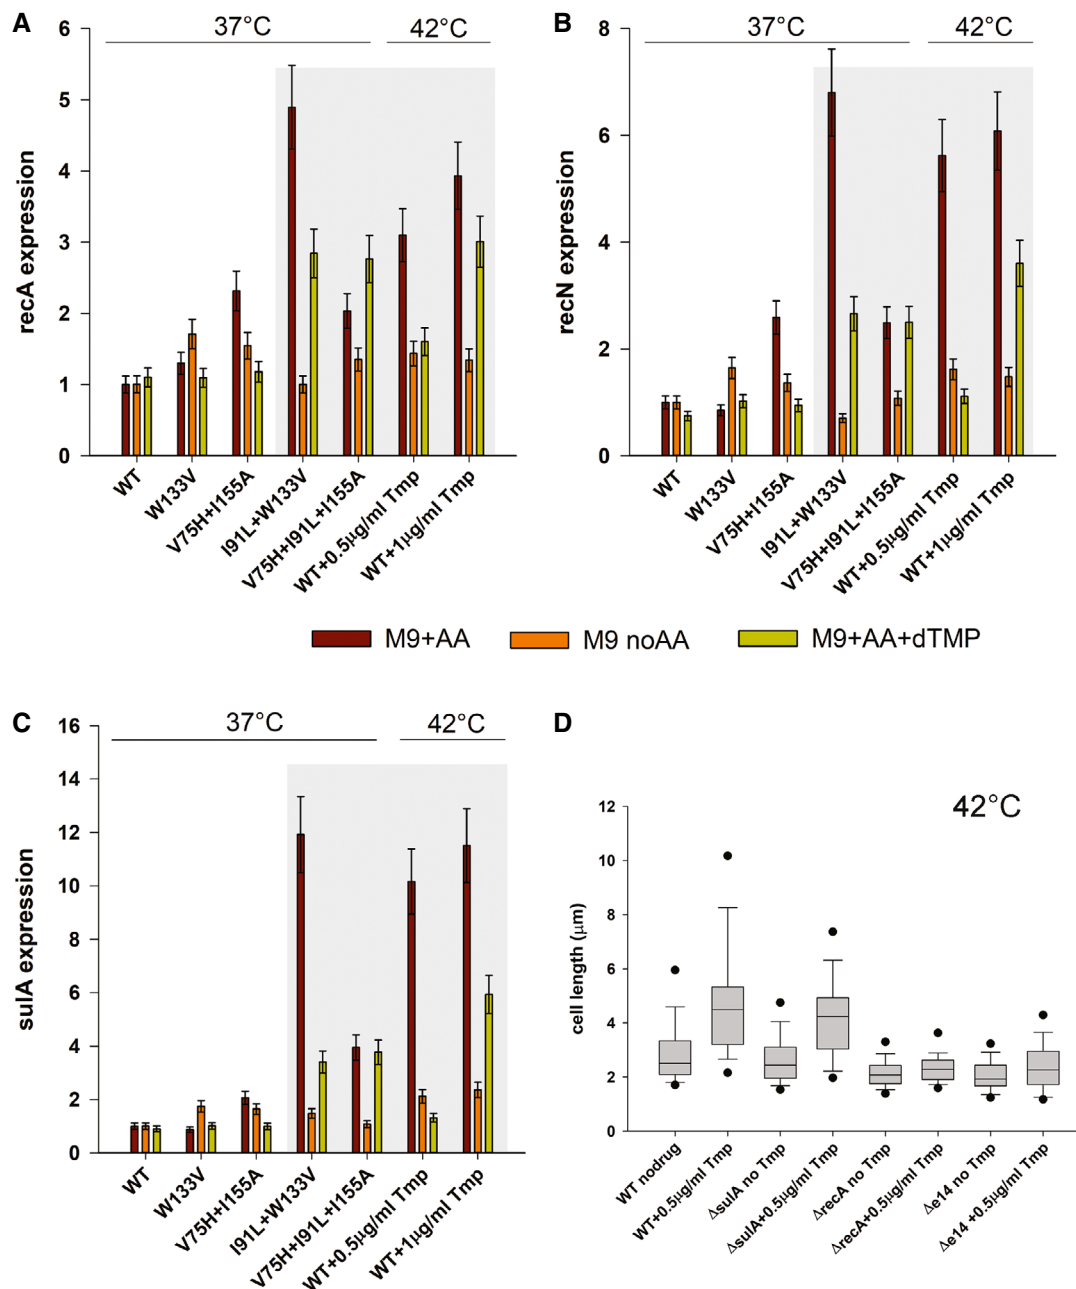 A
37°C
42°C
recA expression
6
5
4
3
2
1
0
WT
W133V
V75H+I155A
I91L+W133V
V75H+I91L+I155A
WT+0.5μg/ml Tmp
WT+1μg/ml Tmp
B
37°C
42°C
recN expression
8
6
4
2
0
WT
W133V
V75H+I155A
I91L+W133V
V75H+I91L+I155A
WT+0.5μg/ml Tmp
WT+1μg/ml Tmp
M9+AA
M9 noAA
M9+AA+dTMP
C
37°C
42°C
sulA expression
16
14
12
10
8
6
4
2
0
WT
W133V
V75H+I155A
I91L+W133V
V75H+I91L+I155A
WT+0.5μg/ml Tmp
WT+1μg/ml Tmp
D
42°C
cell length (μm)
12
10
8
6
4
2
0
WT nodrug
WT+0.5μg/ml Tmp
ΔsulA no Tmp
ΔsulA+0.5μg/ml Tmp
ΔrecA no Tmp
ΔrecA+0.5μg/ml Tmp
Δe14 no Tmp
Δe14 +0.5μg/ml Tmp